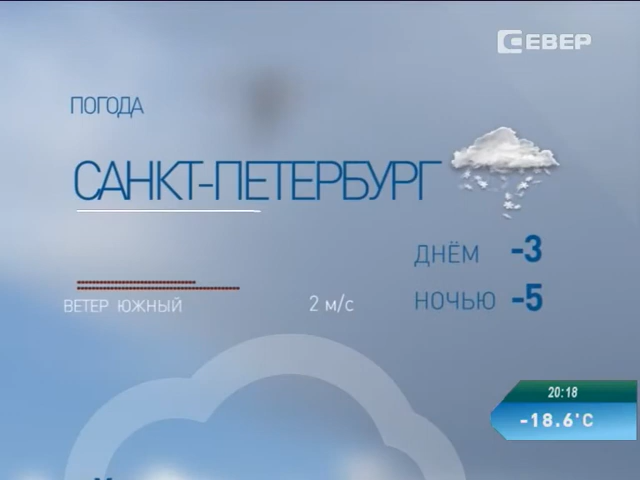 СЕВЕР
ПОГОДА
САНКТ-ПЕТЕРБУРГ
ДНЁМ -3
НОЧЬЮ -5
ВЕТЕР ЮЖНЫЙ 2 м/с
20:18
-18.6°C